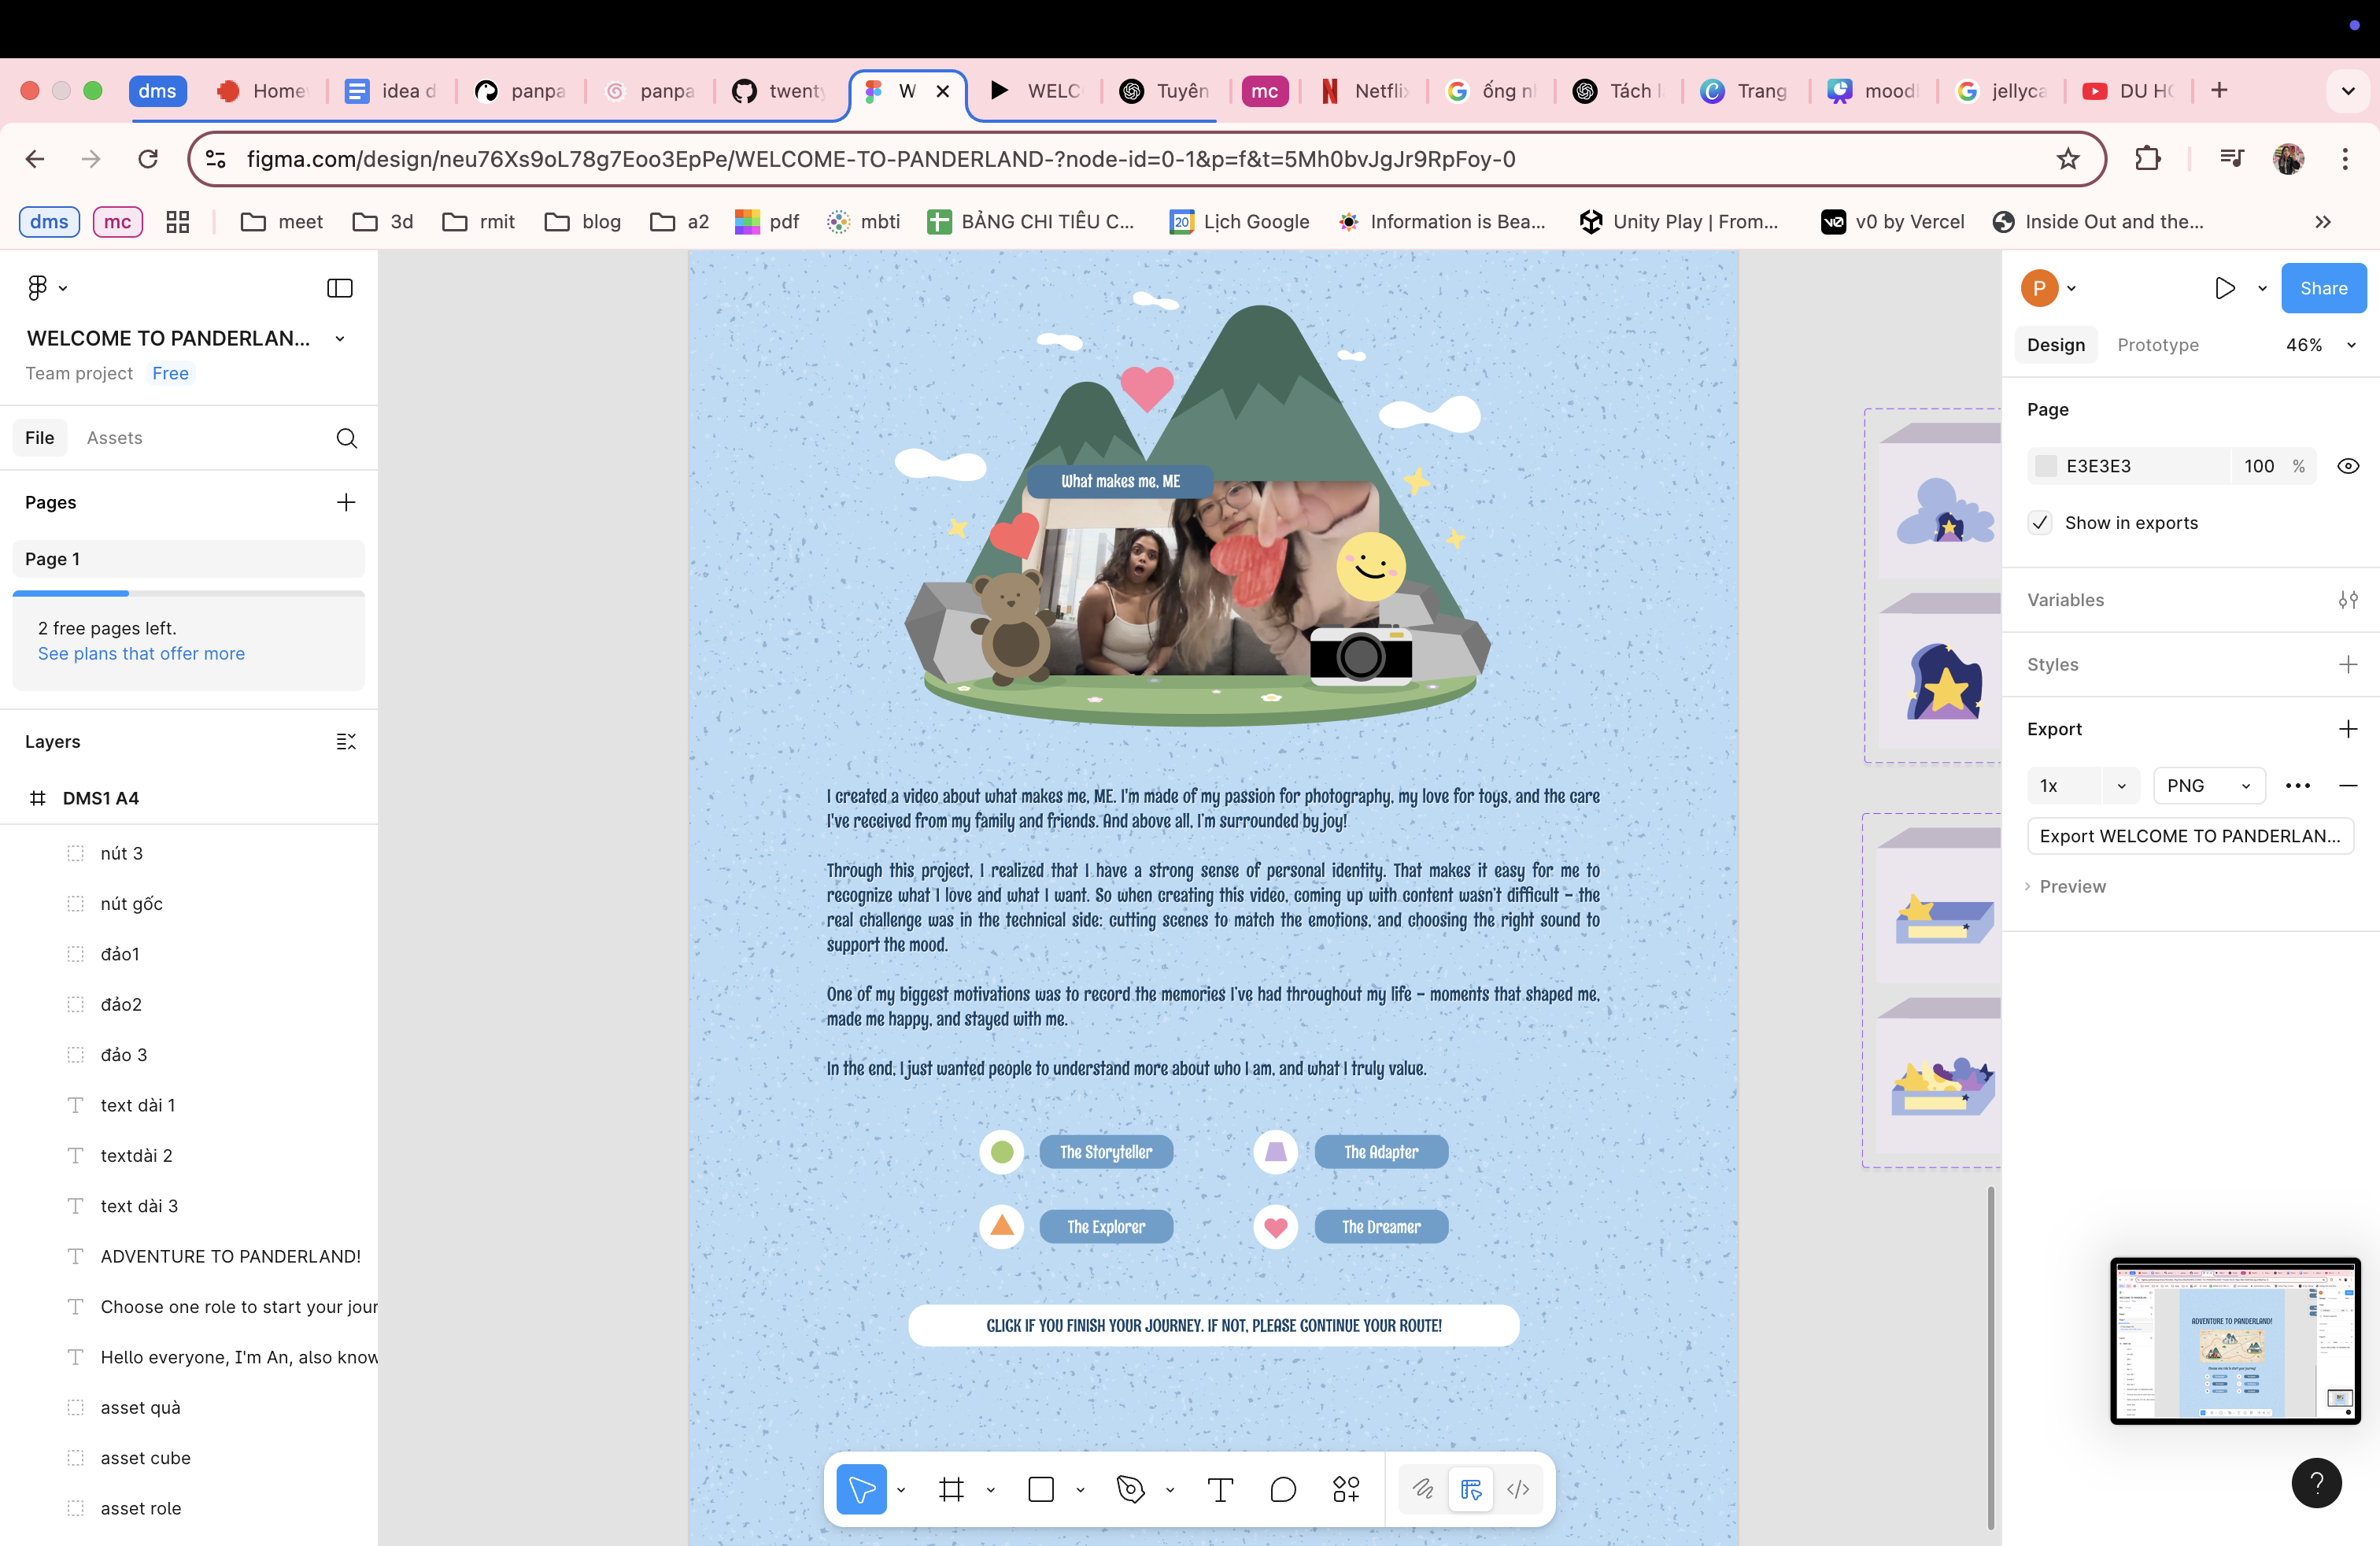 dms
Home
idea d
panpa
panpa
twenty
W
WELC
Tuyên
mc
Netfli
ống n
Tách l
Trang
mood
jellyca
DU H
figma.com/design/neu76Xs9oL78g7Eoo3EpPe/WELCOME-TO-PANDERLAND-?node-id=0-1&p=f&t=5Mh0bvJgJr9RpFoy-0
dms
mc
meet
3d
rmit
blog
a2
pdf
mbti
BẢNG CHI TIÊU C...
Lịch Google
Information is Bea...
Unity Play | From...
v0 by Vercel
Inside Out and the...
WELCOME TO PANDERLAN...
Team project Free
File Assets
Pages
Page 1
2 free pages left.
See plans that offer more
Layers
DMS1 A4
nút 3
nút gốc
đảo1
đảo2
đảo 3
text dài 1
textdài 2
text dài 3
ADVENTURE TO PANDERLAND!
Choose one role to start your jour
Hello everyone, I'm An, also know
asset quà
asset cube
asset role
What makes me, ME
I created a video about what makes me, ME. I'm made of my passion for photography, my love for toys, and the care
I've received from my family and friends. And above all, I'm surrounded by joy!
Through this project, I realized that I have a strong sense of personal identity. That makes it easy for me to
recognize what I love and what I want. So when creating this video, coming up with content wasn't difficult – the
real challenge was in the technical side: cutting scenes to match the emotions, and choosing the right sound to
support the mood.
One of my biggest motivations was to record the memories I've had throughout my life – moments that shaped me,
made me happy, and stayed with me.
In the end, I just wanted people to understand more about who I am, and what I truly value.
The Storyteller
The Adapter
The Explorer
The Dreamer
CLICK IF YOU FINISH YOUR JOURNEY. IF NOT, PLEASE CONTINUE YOUR ROUTE!
P
Share
Design Prototype 46%
Page
E3E3E3 100 %
Show in exports
Variables
Styles
Export
1x PNG
Export WELCOME TO PANDERLAN...
Preview
ADVENTURE TO PANDERLAND!